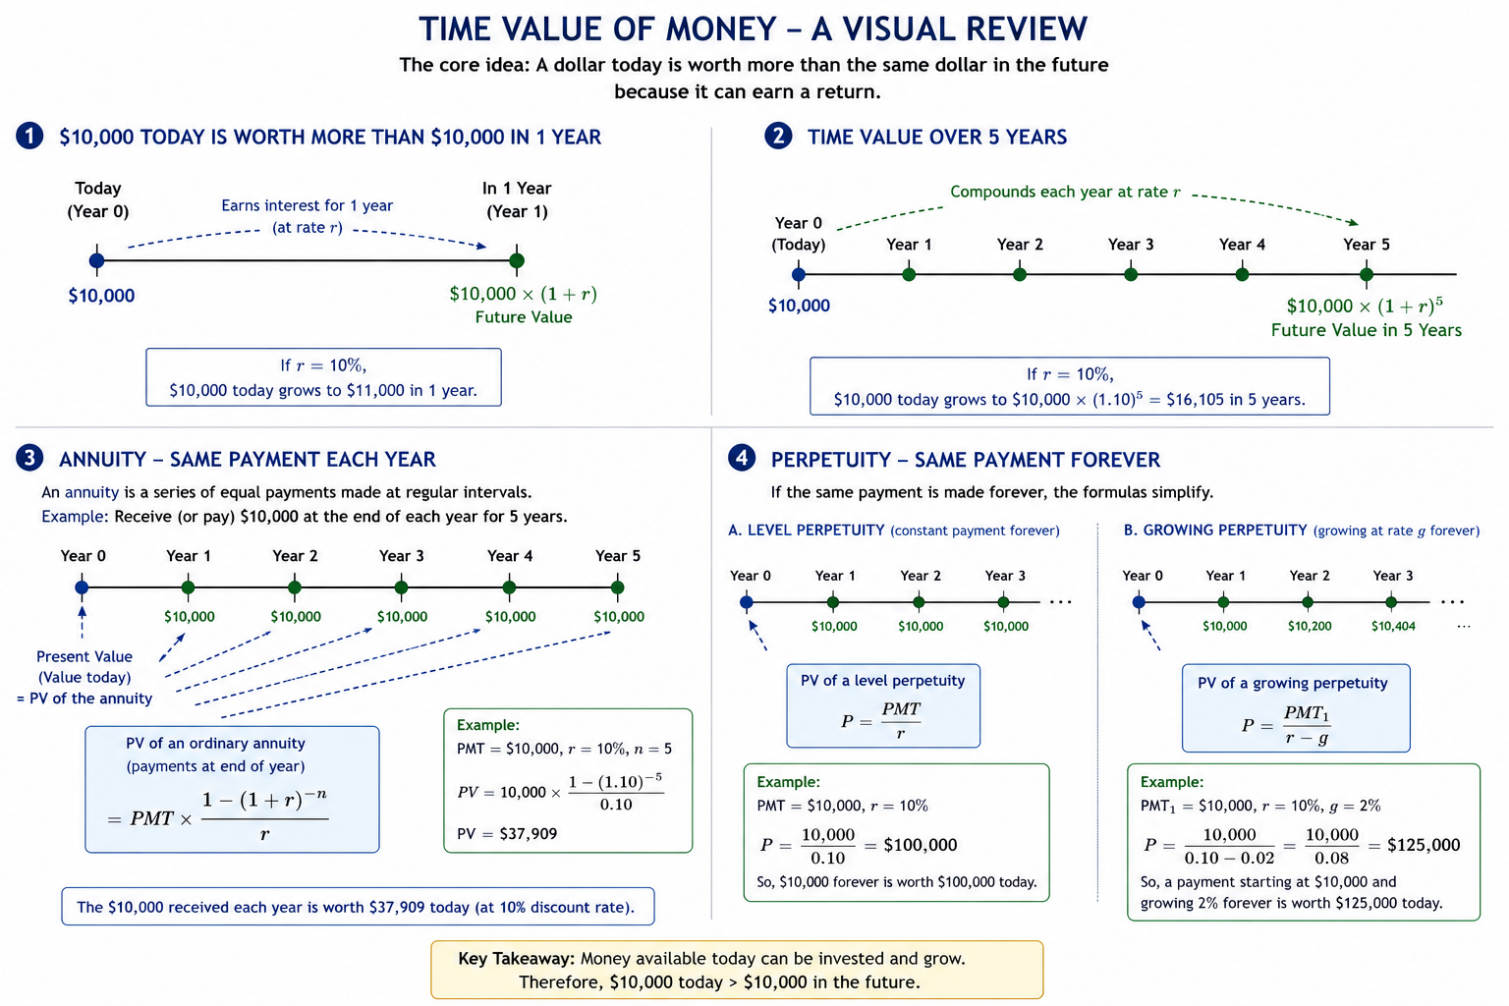 TIME VALUE OF MONEY – A VISUAL REVIEW
The core idea: A dollar today is worth more than the same dollar in the future
because it can earn a return.
1 $10,000 TODAY IS WORTH MORE THAN $10,000 IN 1 YEAR
Today
(Year 0)
Earns interest for 1 year
(at rate r)
In 1 Year
(Year 1)
$10,000
$10,000 × (1 + r)
Future Value
If r = 10%,
$10,000 today grows to $11,000 in 1 year.
2 TIME VALUE OVER 5 YEARS
Compounds each year at rate r
Year 0
(Today)
Year 1 Year 2 Year 3 Year 4 Year 5
$10,000
$10,000 × (1 + r)^5
Future Value in 5 Years
If r = 10%,
$10,000 today grows to $10,000 × (1.10)^5 = $16,105 in 5 years.
3 ANNUITY – SAME PAYMENT EACH YEAR
An annuity is a series of equal payments made at regular intervals.
Example: Receive (or pay) $10,000 at the end of each year for 5 years.
Year 0 Year 1 Year 2 Year 3 Year 4 Year 5
$10,000 $10,000 $10,000 $10,000 $10,000
Present Value
(Value today)
= PV of the annuity
PV of an ordinary annuity
(payments at end of year)
= PMT × (1 − (1 + r)^−n) / r
Example:
PMT = $10,000, r = 10%, n = 5
PV = 10,000 × (1 − (1.10)^−5) / 0.10
PV = $37,909
The $10,000 received each year is worth $37,909 today (at 10% discount rate).
4 PERPETUITY – SAME PAYMENT FOREVER
If the same payment is made forever, the formulas simplify.
A. LEVEL PERPETUITY (constant payment forever)
Year 0 Year 1 Year 2 Year 3
...
$10,000 $10,000 $10,000
PV of a level perpetuity
P = PMT / r
Example:
PMT = $10,000, r = 10%
P = 10,000 / 0.10 = $100,000
So, $10,000 forever is worth $100,000 today.
B. GROWING PERPETUITY (growing at rate g forever)
Year 0 Year 1 Year 2 Year 3
...
$10,000 $10,200 $10,404 ...
PV of a growing perpetuity
P = PMT₁ / (r − g)
Example:
PMT₁ = $10,000, r = 10%, g = 2%
P = 10,000 / (0.10 − 0.02) = 10,000 / 0.08 = $125,000
So, a payment starting at $10,000 and
growing 2% forever is worth $125,000 today.
Key Takeaway: Money available today can be invested and grow.
Therefore, $10,000 today > $10,000 in the future.